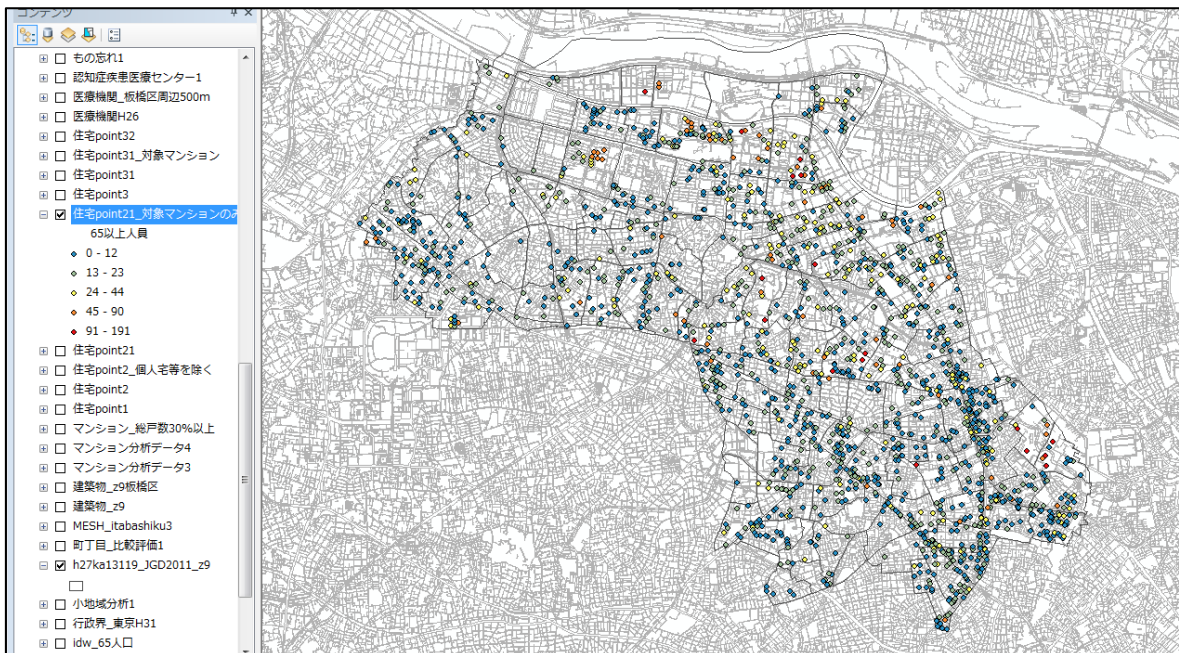 コンテンツ
もの忘れ1
認知症疾患医療センター1
医療機関_板橋区周辺500m
医療機関H26
住宅point32
住宅point31_対象マンション
住宅point31
住宅point3
住宅point21_対象マンションのみ
65以上人員
0 - 12
13 - 23
24 - 44
45 - 90
91 - 191
住宅point21
住宅point2_個人宅等を除く
住宅point2
住宅point1
マンション_総戸数30%以上
マンション分析データ4
マンション分析データ3
建築物_z9板橋区
建築物_z9
MESH_itabashiku3
町丁目_比較評価1
h27ka13119_JGD2011_z9
小地域分析1
行政界_東京H31
idw_65人口